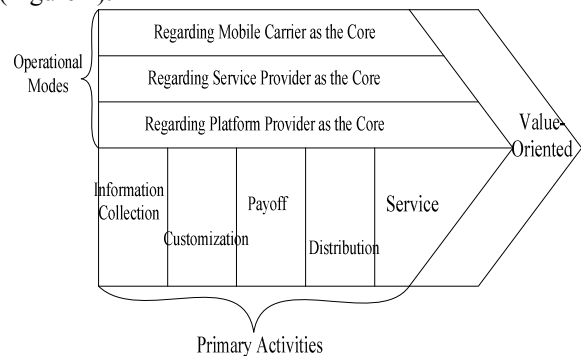 Regarding Mobile Carrier as the Core
Operational
Modes
Regarding Service Provider as the Core
Regarding Platform Provider as the Core
Value-
Oriented
Information
Collection
Customization
Payoff
Distribution
Service
Primary Activities